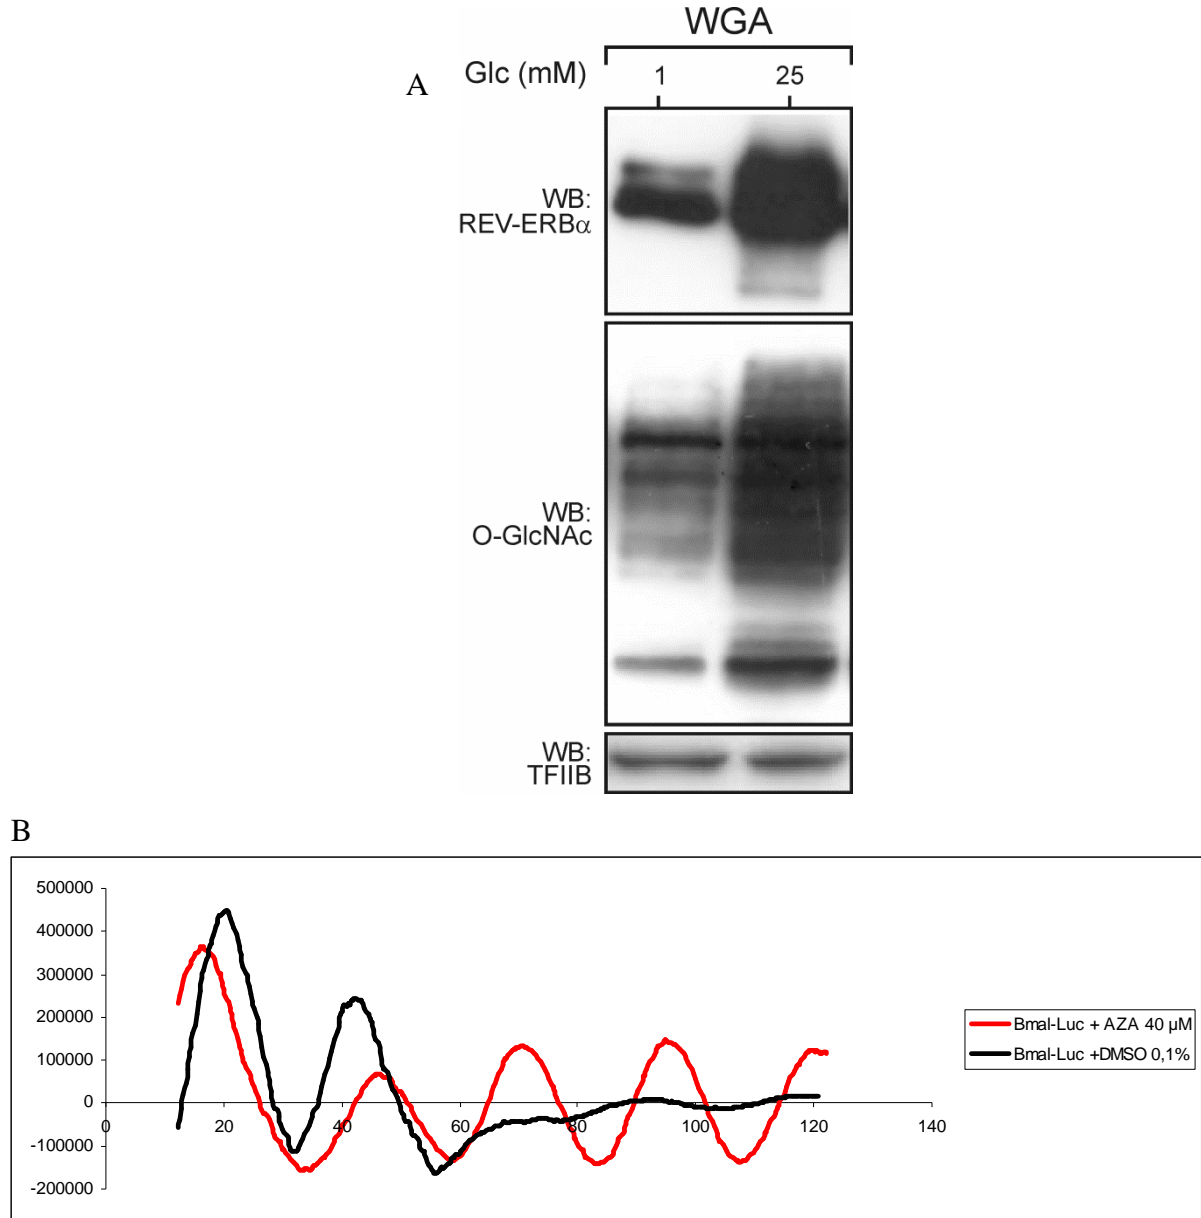 WGA
A
Glc (mM) 1 25
WB:
REV-ERBα
WB:
O-GlcNAc
WB:
TFIIB
B
500000
400000
300000
200000
100000
0
-100000
-200000
0 20 40 60 80 100 120 140
Bmal-Luc + AZA 40 µM
Bmal-Luc +DMSO 0,1%